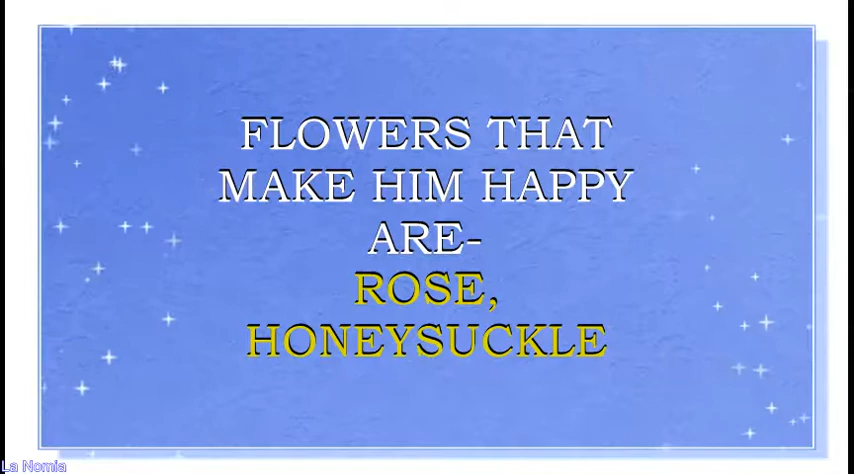 FLOWERS THAT
MAKE HIM HAPPY
ARE-
ROSE,
HONEYSUCKLE
La Nomia